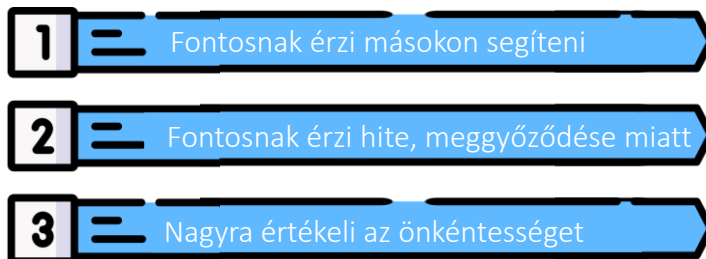 1 Fontosnak érzi másokon segíteni
2 Fontosnak érzi hite, meggyőződése miatt
3 Nagyra értékeli az önkéntességet